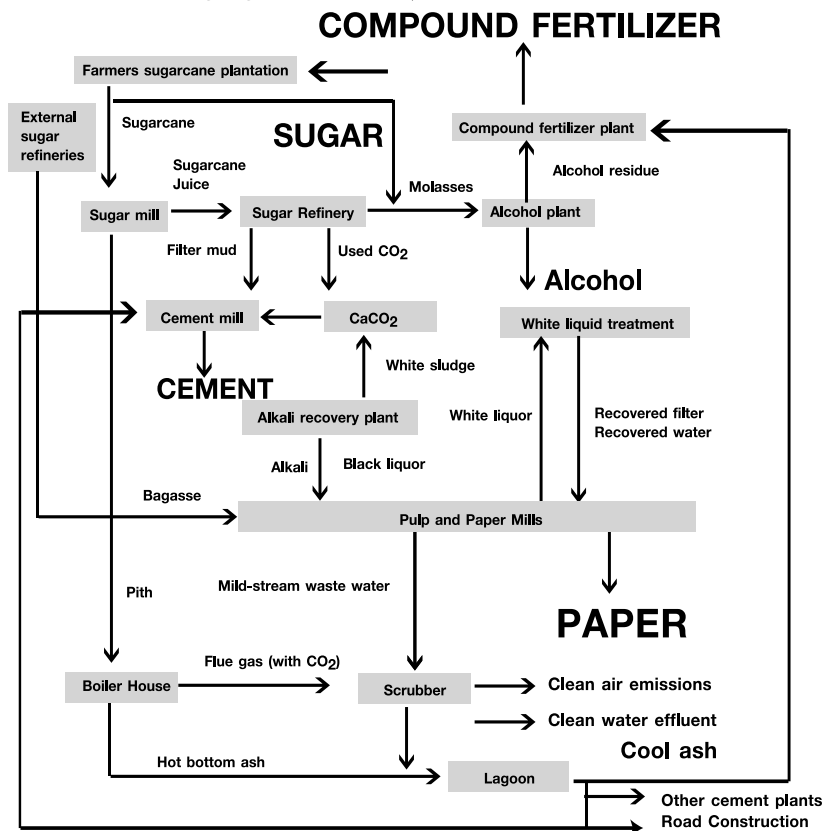 COMPOUND FERTILIZER
Farmers sugarcane plantation
External
sugar
refineries
Sugarcane
SUGAR
Compound fertilizer plant
Sugarcane
Juice
Molasses
Alcohol residue
Sugar mill
Sugar Refinery
Alcohol plant
Filter mud
Used CO2
Alcohol
Cement mill
CaCO2
White liquid treatment
CEMENT
White sludge
Alkali recovery plant
White liquor
Recovered filter
Recovered water
Alkali
Black liquor
Bagasse
Pulp and Paper Mills
Pith
Mild-stream waste water
PAPER
Flue gas (with CO2)
Boiler House
Scrubber
Clean air emissions
Clean water effluent
Cool ash
Hot bottom ash
Lagoon
Other cement plants
Road Construction